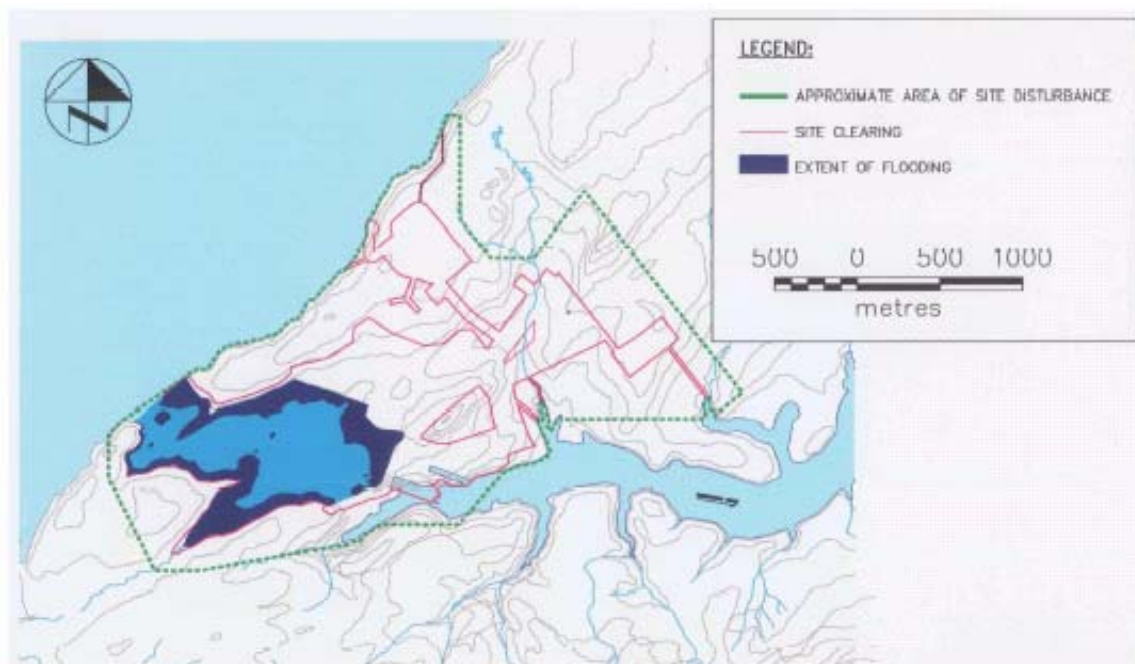 N
LEGEND:
APPROXIMATE AREA OF SITE DISTURBANCE
SITE CLEARING
EXTENT OF FLOODING
500 0 500 1000
metres